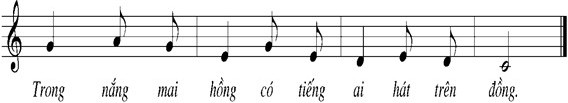 Trong nắng mai hồng có tiếng ai hát trên đồng.